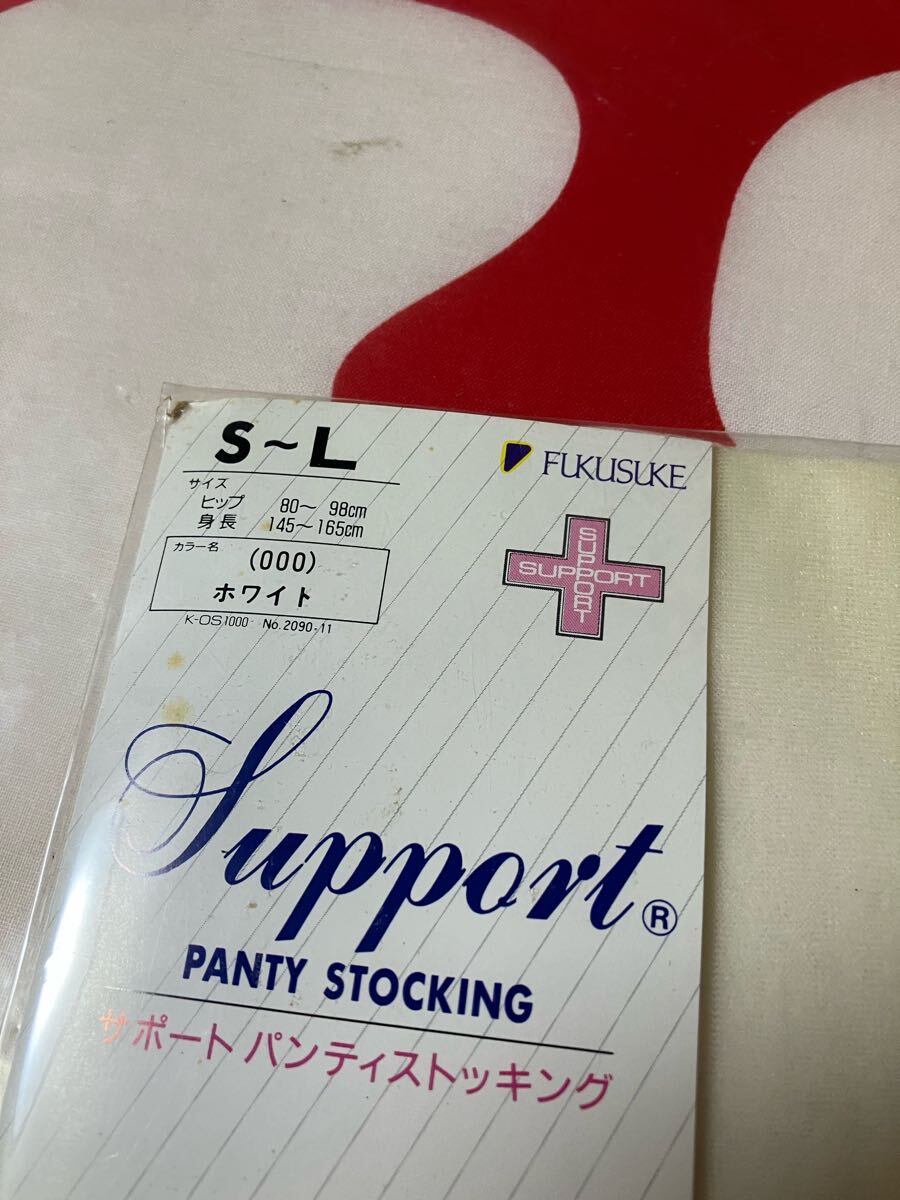 S～L
サイズ
ヒップ 80～ 98cm
身長 145～165cm
カラー名
(000)
ホワイト
K-OS1000 No.2090-11
FUKUSUKE
SUPPORT
SUPPORT
Support®
PANTY STOCKING
サポート パンティストッキング